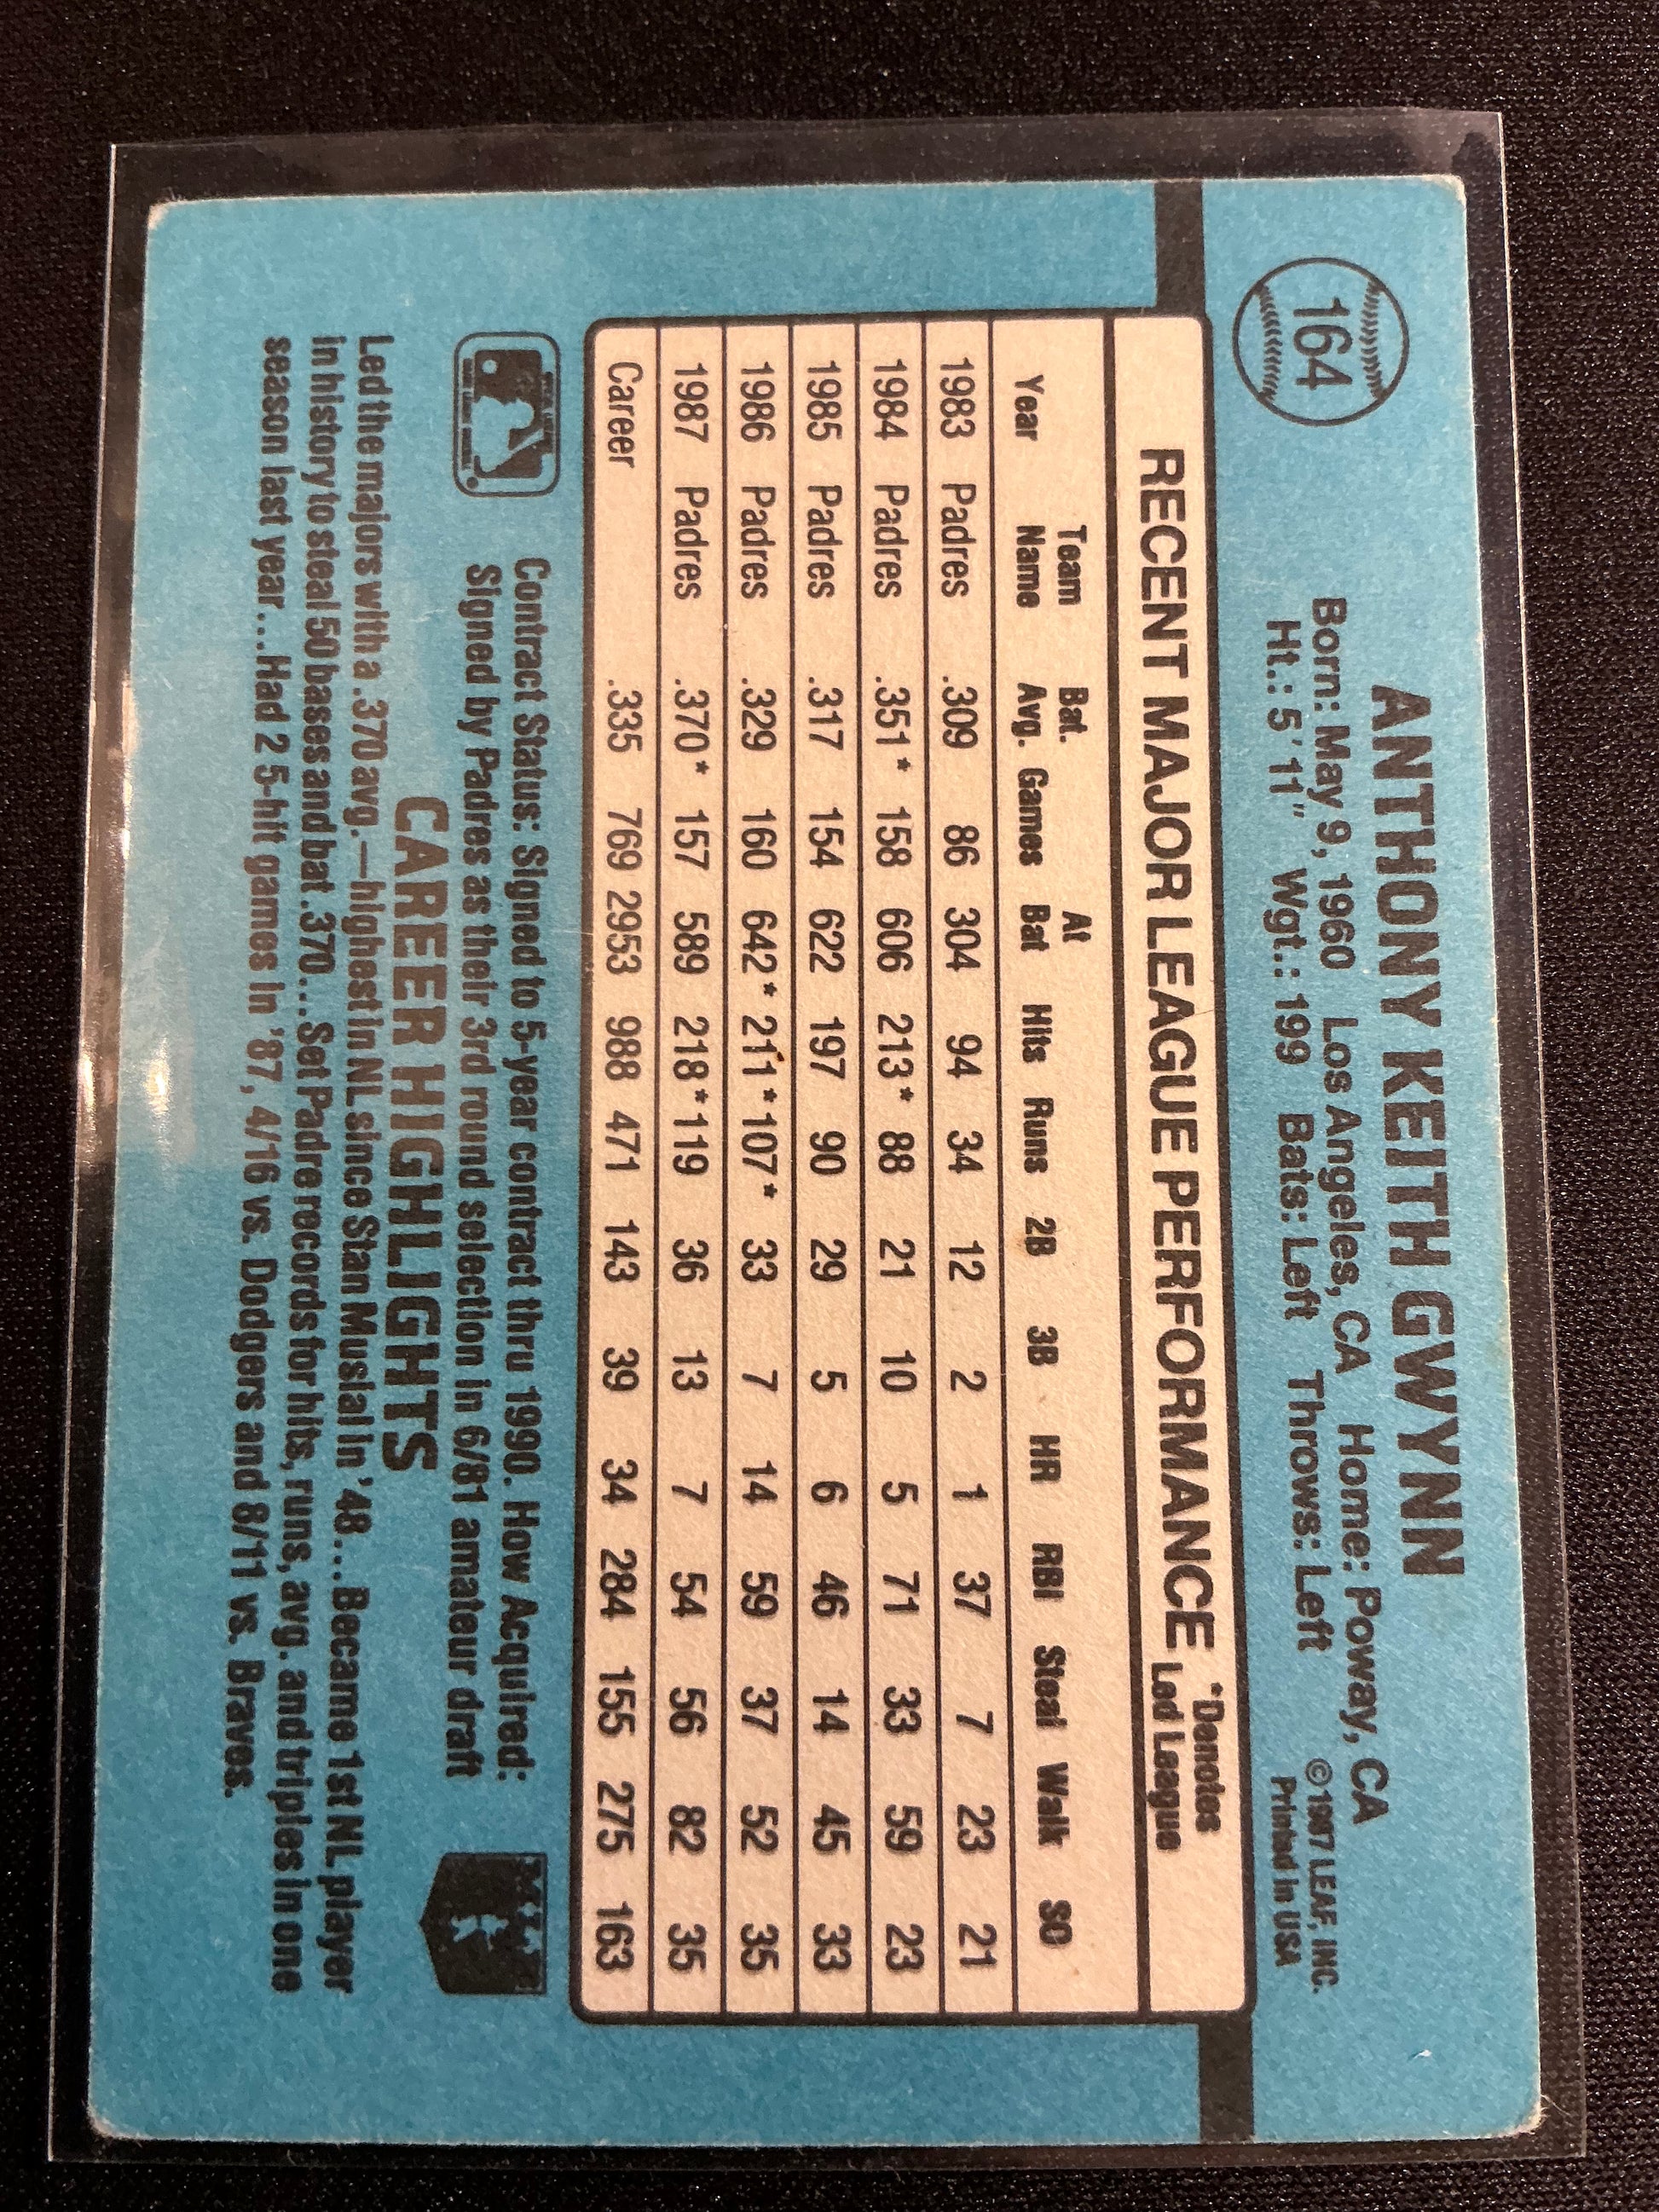 164
ANTHONY KEITH GWYNN
Born: May 9, 1960 Los Angeles, CA Home: Poway, CA
Ht.: 5'11" Wgt.: 199 Bats: Left Throws: Left
©1987 LEAF, INC.
Printed in USA
RECENT MAJOR LEAGUE PERFORMANCE *Denotes Led League
Year Team Name Bat. Avg. Games At Bat Hits Runs 2B 3B HR RBI Steal Walk SO
1983 Padres .309 86 304 94 34 12 2 1 37 7 23 21
1984 Padres .351* 158 606 213* 88 21 10 5 71 33 59 23
1985 Padres .317 154 622 197 90 29 5 6 46 14 45 33
1986 Padres .329 160 642* 211* 107* 33 7 14 59 37 52 35
1987 Padres .370* 157 589 218* 119 36 13 7 54 56 82 35
Career .335 769 2953 988 471 143 39 34 284 155 275 163
Contract Status: Signed to 5-year contract thru 1990. How Acquired:
Signed by Padres as their 3rd round selection in 6/81 amateur draft
CAREER HIGHLIGHTS
Led the majors with a .370 avg.—highest in NL since Stan Musial in '48...Became 1st NL player
in history to steal 50 bases and bat .370...Set Padre records for hits, runs, avg. and triples in one
season last year...Had 2 5-hit games in '87, 4/16 vs. Dodgers and 8/11 vs. Braves.